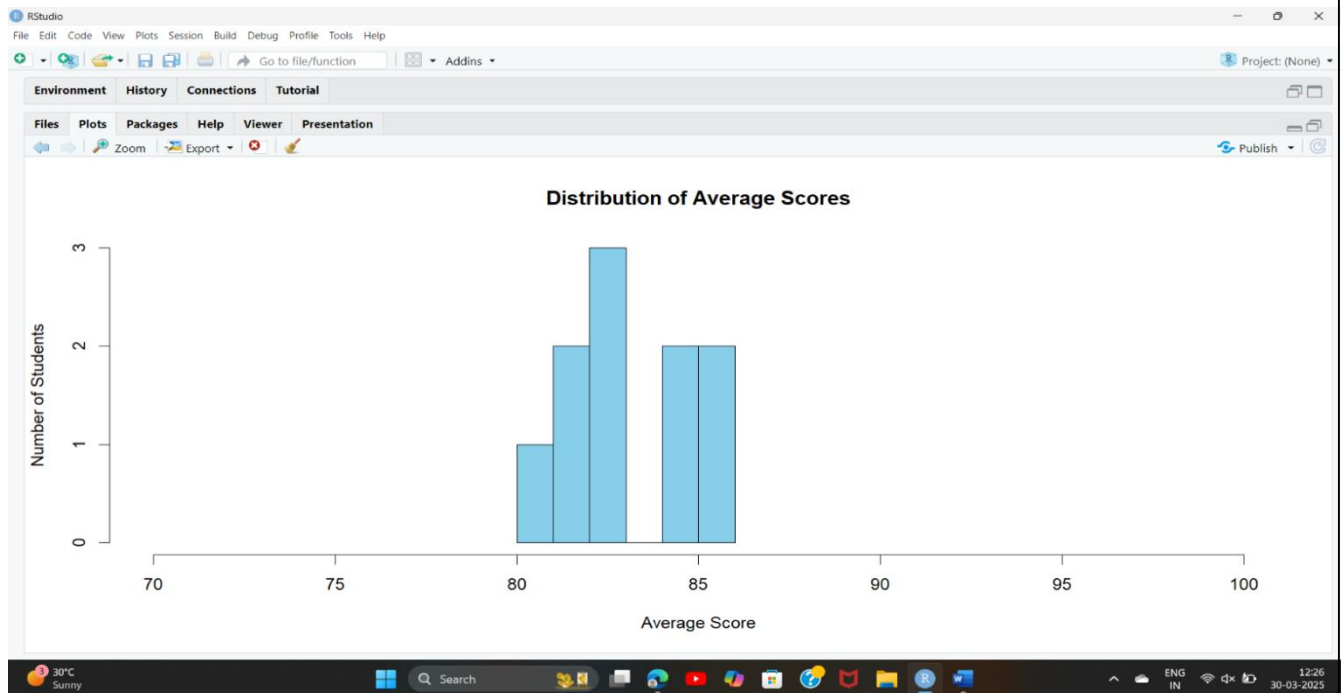 RStudio
File Edit Code View Plots Session Build Debug Profile Tools Help
Go to file/function Addins Project: (None)
Environment History Connections Tutorial
Files Plots Packages Help Viewer Presentation
Zoom Export Publish
Distribution of Average Scores
Number of Students
3
2
1
0
70 75 80 85 90 95 100
Average Score
3 30°C
Sunny
Search
ENG
IN
12:26
30-03-2025